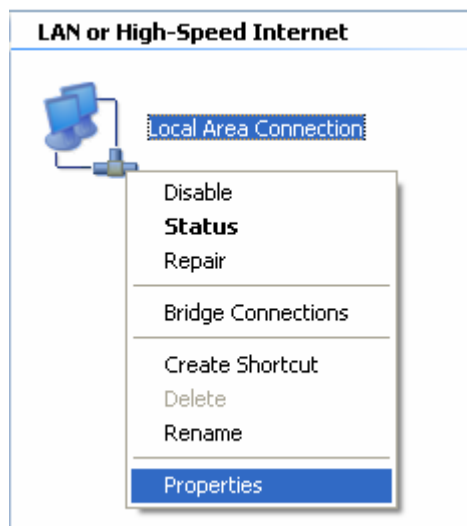 LAN or High-Speed Internet
Local Area Connection
Disable
Status
Repair
Bridge Connections
Create Shortcut
Delete
Rename
Properties